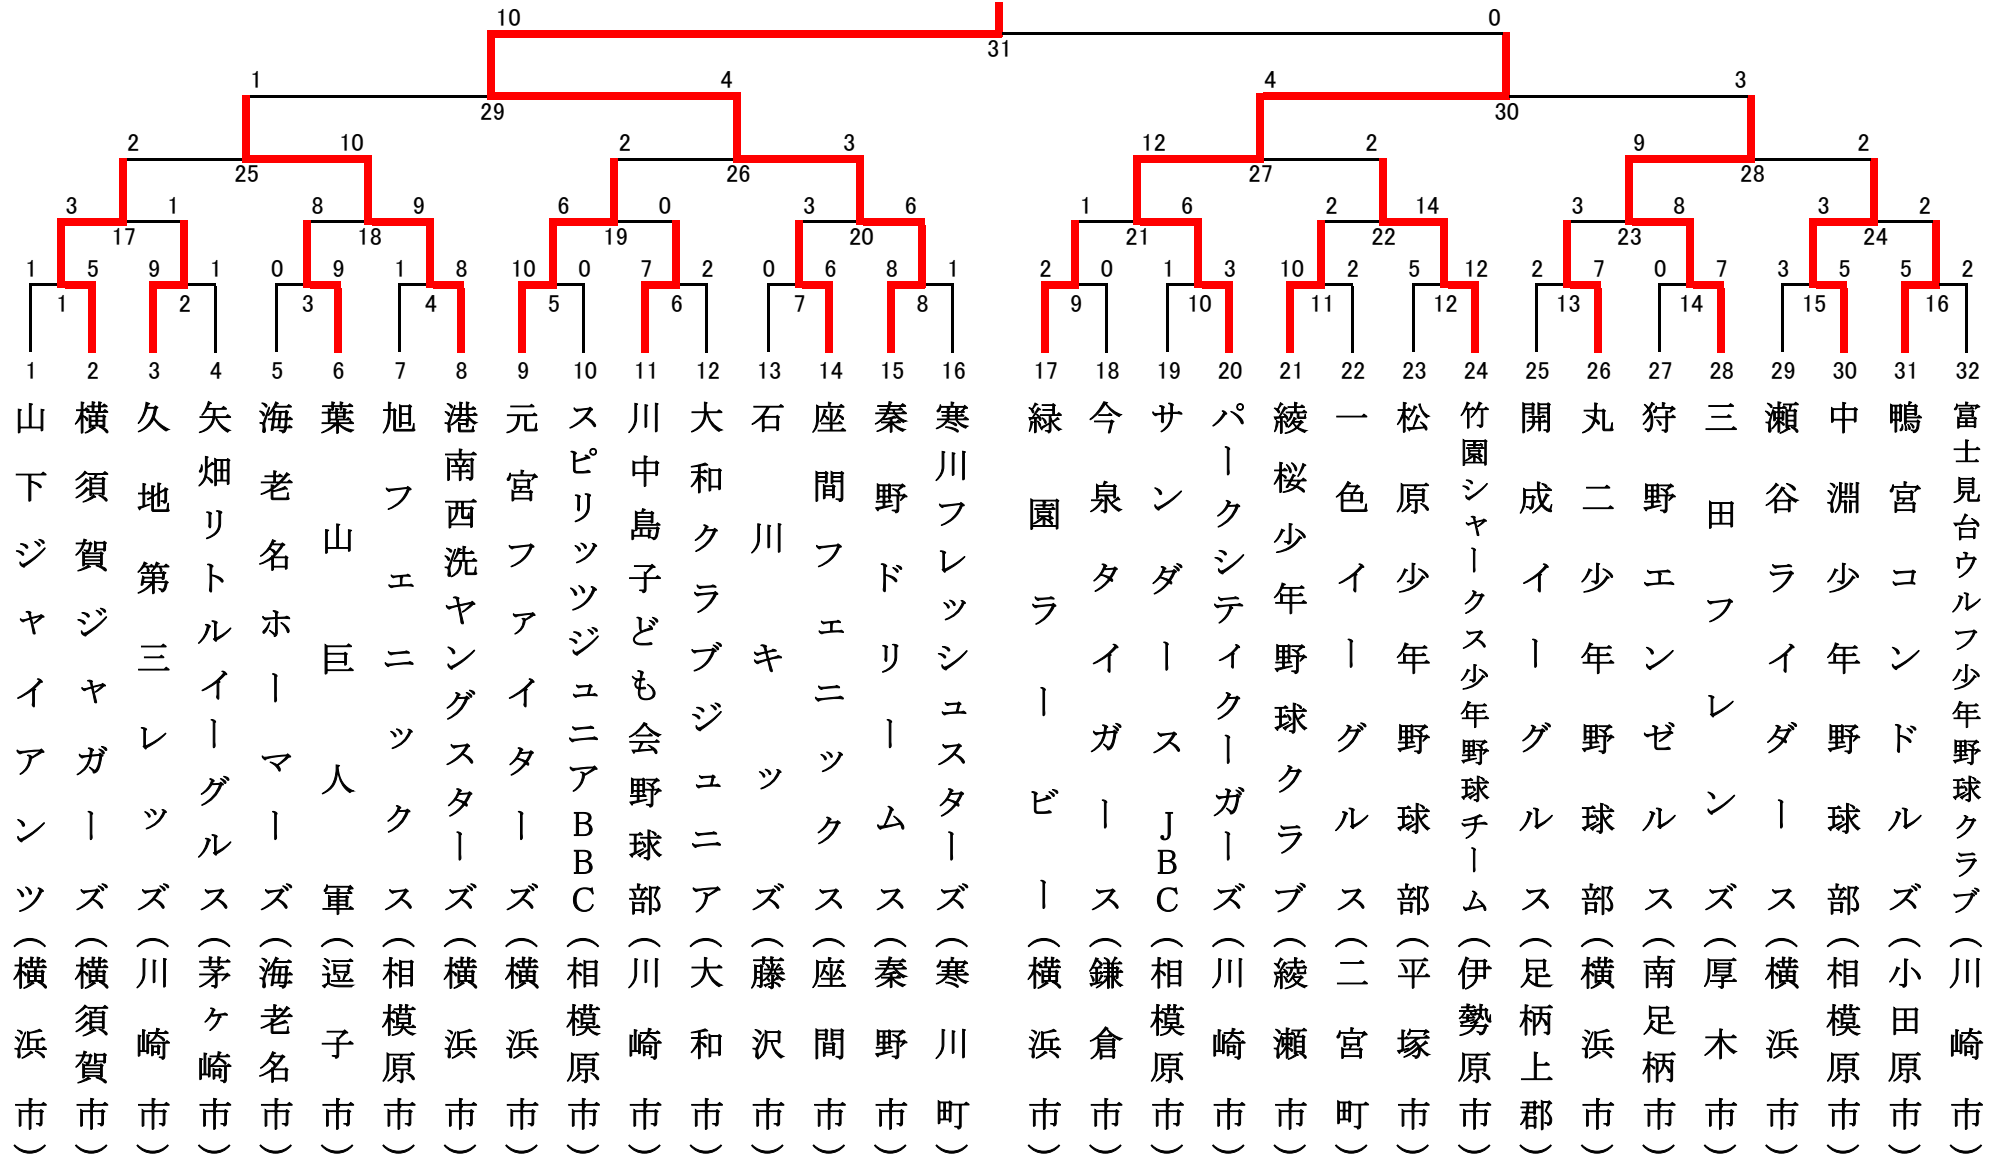 10 0
31
1 4 4 3
29 30
2 10 2 3 12 2 9 2
25 26 27 28
3 1 8 9 6 0 3 6 1 6 2 14 3 8 3 2
17 18 19 20 21 22 23 24
1 5 9 1 0 9 1 8 10 0 7 2 0 6 8 1 2 0 1 3 10 2 5 12 2 7 0 7 3 5 5 2
1 2 3 4 5 6 7 8 9 10 11 12 13 14 15 16
1 2 3 4 5 6 7 8 9 10 11 12 13 14 15 16 17 18 19 20 21 22 23 24 25 26 27 28 29 30 31 32
山下ジャイアンツ(横浜市)
横須賀ジャガーズ(横須賀市)
久地第三レッズ(川崎市)
矢畑リトルイーグルス(茅ケ崎市)
海老名ホーマーズ(海老名市)
葉山巨人軍(逗子市)
旭フェニックス(相模原市)
港南西洗ヤングスターズ(横浜市)
元宮ファイターズ(横浜市)
スピリッツジュニアBBC(相模原市)
川中島子ども会野球部(川崎市)
大和クラブジュニア(大和市)
石川キッズ(藤沢市)
座間フェニックス(座間市)
秦野ドリームス(秦野市)
寒川フレッシュスターズ(寒川町)
緑園ラービー(横浜市)
今泉タイガース(鎌倉市)
サンダースJBC(相模原市)
パークシティイクーガーズ(川崎市)
綾桜少年野球クラブ(綾瀬市)
一色イーグルス(二宮町)
松原少年野球部(平塚市)
竹園シャークス少年野球チーム(伊勢原市)
開成イーグルス(足柄上郡)
丸二少年野球部(横浜市)
狩野エンゼルス(南足柄市)
三田フレンズ(厚木市)
瀬谷ライダース(横浜市)
中淵少年野球部(相模原市)
鴨宮コンドルズ(小田原市)
富士見台ウルフ少年野球クラブ(川崎市)